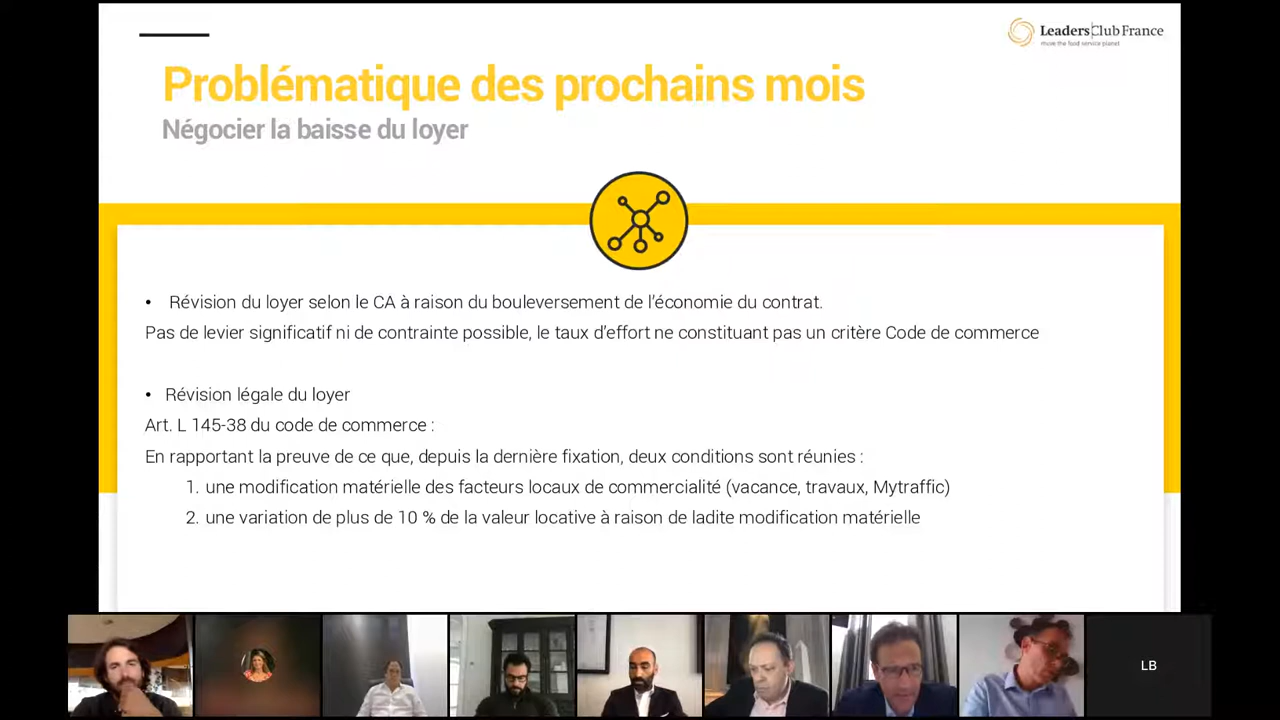 Leaders Club France
move the food service planet
Problématique des prochains mois
Négocier la baisse du loyer
• Révision du loyer selon le CA à raison du bouleversement de l'économie du contrat.
Pas de levier significatif ni de contrainte possible, le taux d'effort ne constituant pas un critère Code de commerce
• Révision légale du loyer
Art. L 145-38 du code de commerce :
En rapportant la preuve de ce que, depuis la dernière fixation, deux conditions sont réunies :
1. une modification matérielle des facteurs locaux de commercialité (vacance, travaux, Mytraffic)
2. une variation de plus de 10 % de la valeur locative à raison de ladite modification matérielle
LB